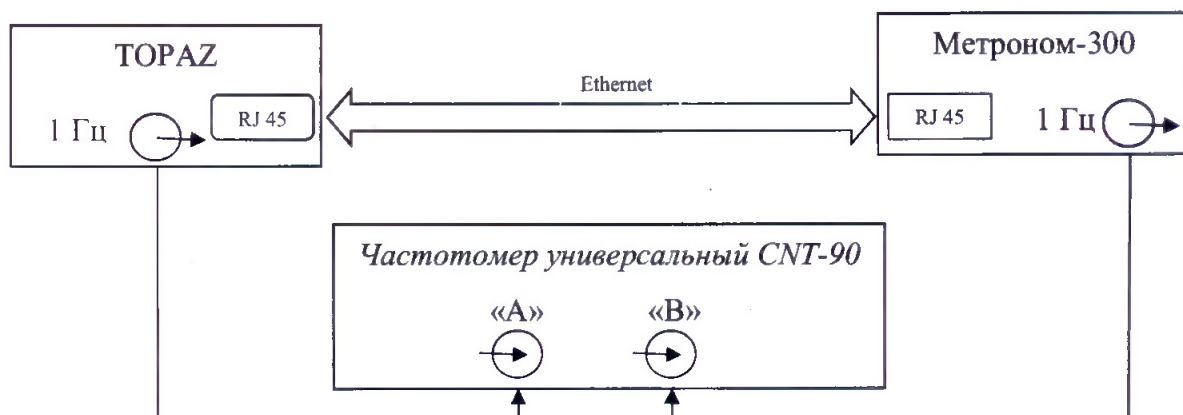 TOPAZ
Метроном-300
Ethernet
1 Гц
RJ 45
RJ 45
1 Гц
Частотомер универсальный CNT-90
«А»
«В»